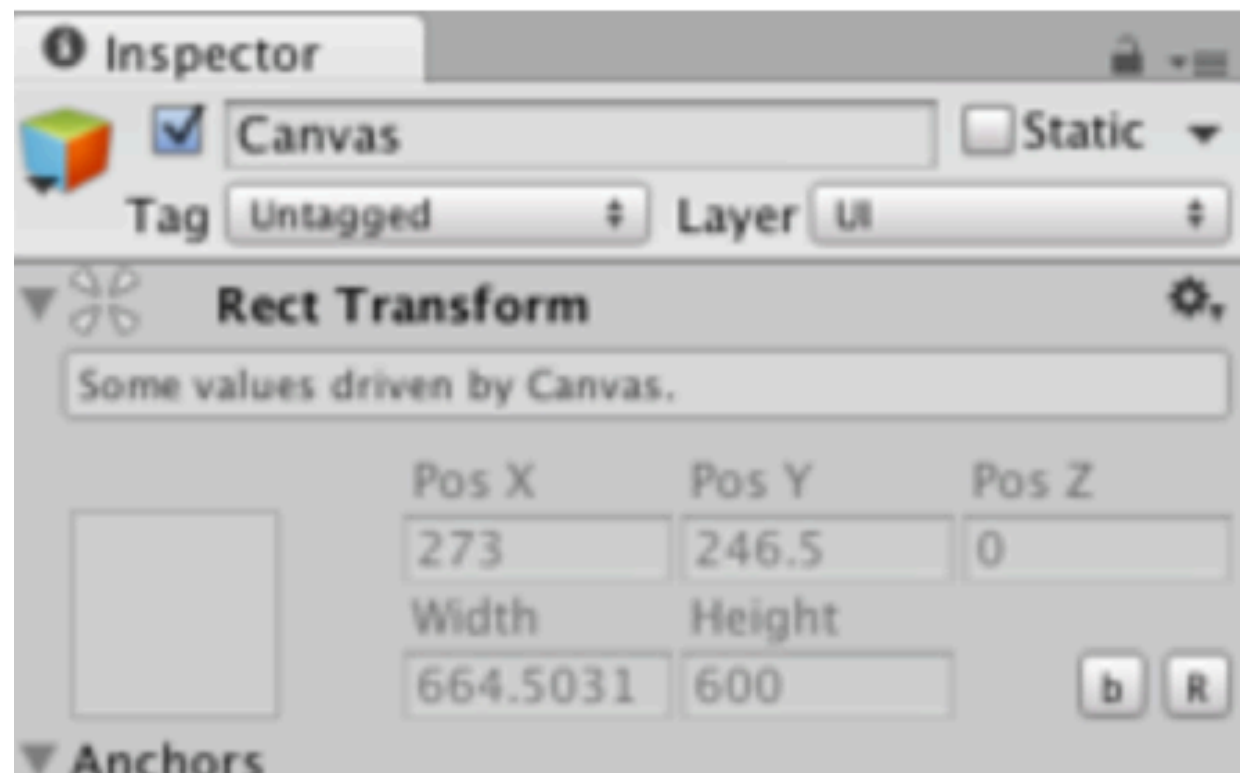 Inspector
Canvas Static
Tag Untagged Layer UI
Rect Transform
Some values driven by Canvas.
Pos X Pos Y Pos Z
273 246.5 0
Width Height
664.5031 600 b R
Anchors